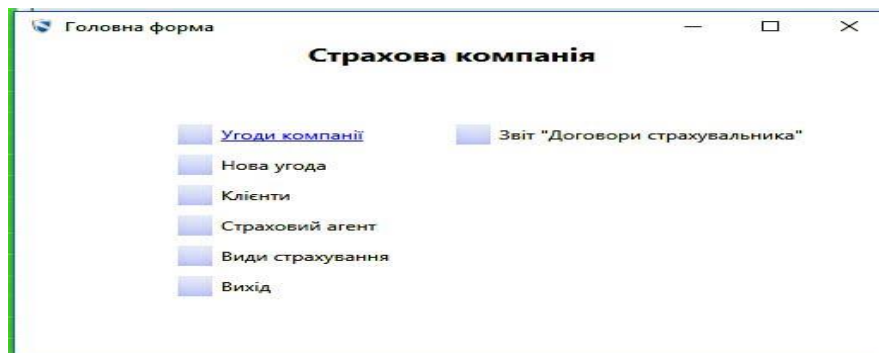 Головна форма
Страхова компанія
Угоди компанії
Звіт "Договори страхувальника"
Нова угода
Клієнти
Страховий агент
Види страхування
Вихід